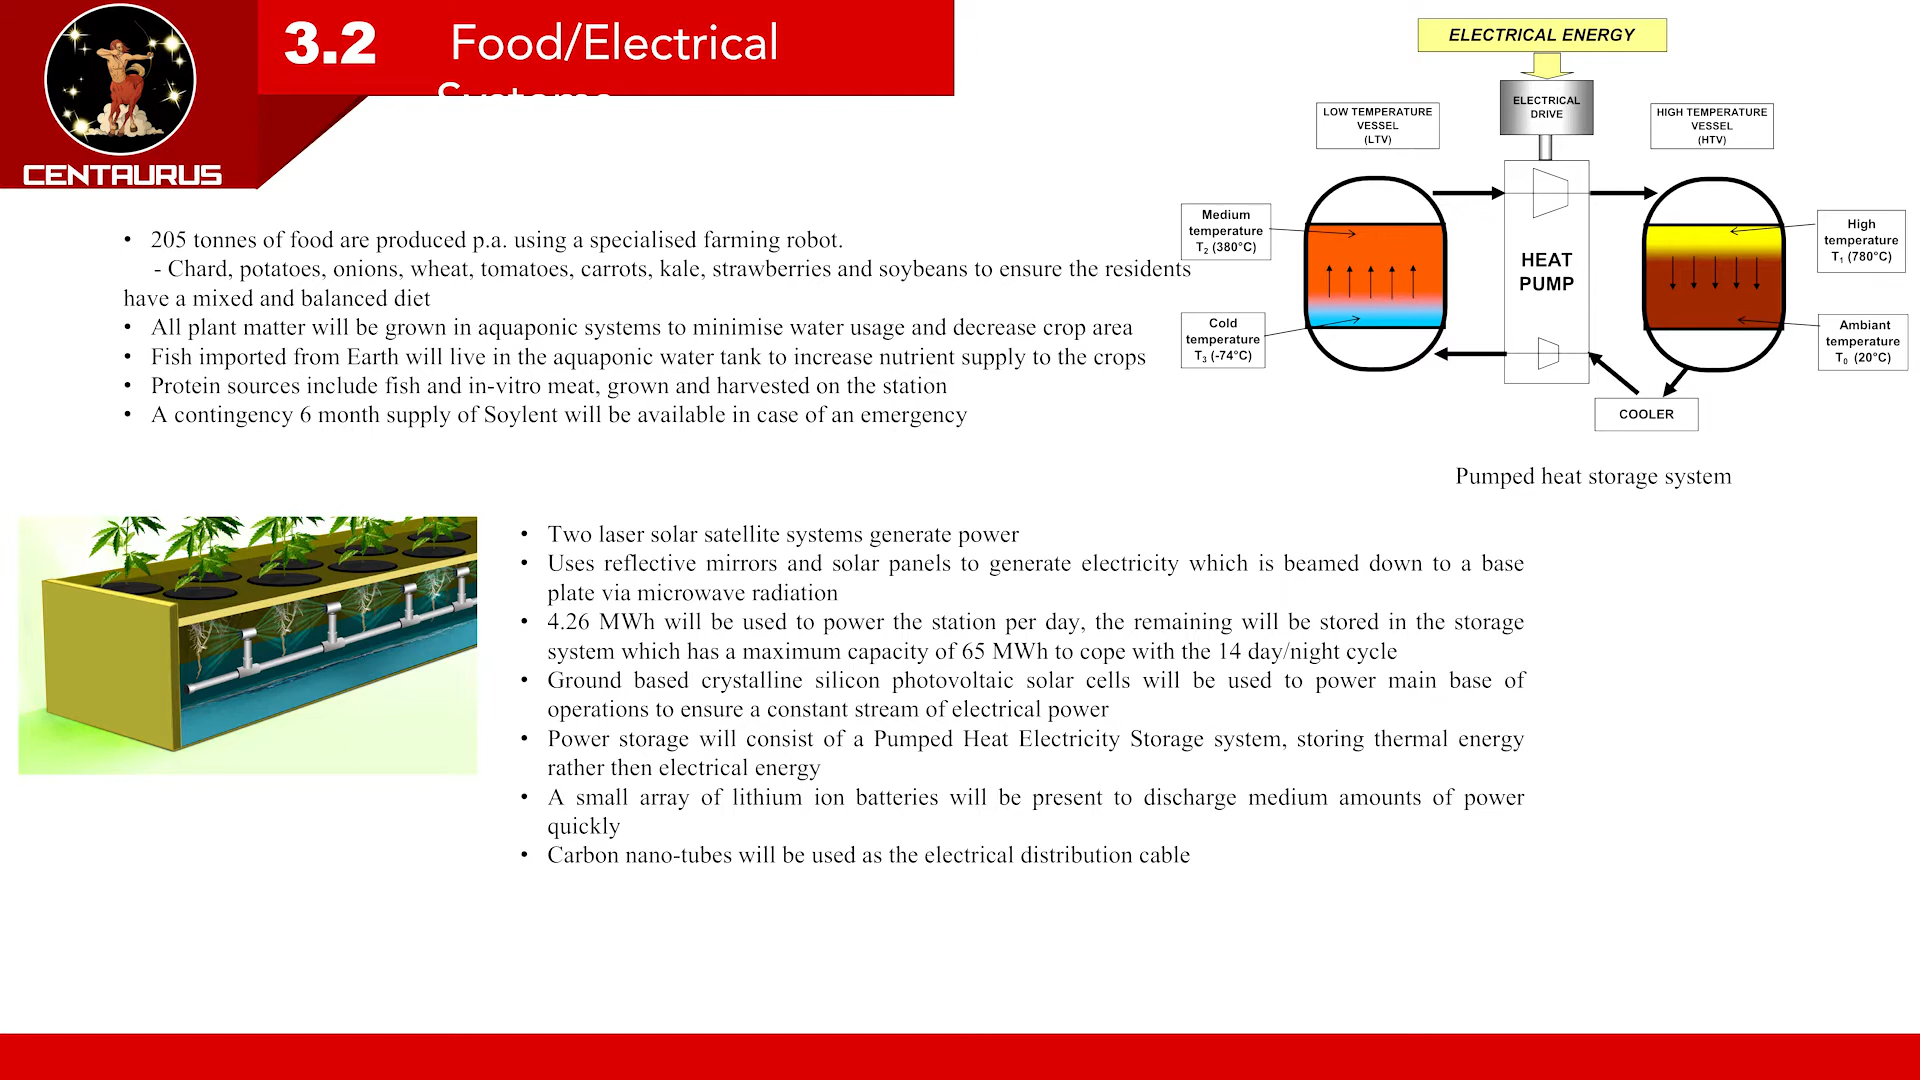 3.2 Food/Electrical
Systems
CENTAURUS
• 205 tonnes of food are produced p.a. using a specialised farming robot.
- Chard, potatoes, onions, wheat, tomatoes, carrots, kale, strawberries and soybeans to ensure the residents
have a mixed and balanced diet
• All plant matter will be grown in aquaponic systems to minimise water usage and decrease crop area
• Fish imported from Earth will live in the aquaponic water tank to increase nutrient supply to the crops
• Protein sources include fish and in-vitro meat, grown and harvested on the station
• A contingency 6 month supply of Soylent will be available in case of an emergency
ELECTRICAL ENERGY
ELECTRICAL
DRIVE
LOW TEMPERATURE
VESSEL
(LTV)
HIGH TEMPERATURE
VESSEL
(HTV)
Medium
temperature
T2 (380°C)
High
temperature
T1 (780°C)
HEAT
PUMP
Cold
temperature
T3 (-74°C)
Ambiant
temperature
T0 (20°C)
COOLER
Pumped heat storage system
• Two laser solar satellite systems generate power
• Uses reflective mirrors and solar panels to generate electricity which is beamed down to a base
plate via microwave radiation
• 4.26 MWh will be used to power the station per day, the remaining will be stored in the storage
system which has a maximum capacity of 65 MWh to cope with the 14 day/night cycle
• Ground based crystalline silicon photovoltaic solar cells will be used to power main base of
operations to ensure a constant stream of electrical power
• Power storage will consist of a Pumped Heat Electricity Storage system, storing thermal energy
rather then electrical energy
• A small array of lithium ion batteries will be present to discharge medium amounts of power
quickly
• Carbon nano-tubes will be used as the electrical distribution cable